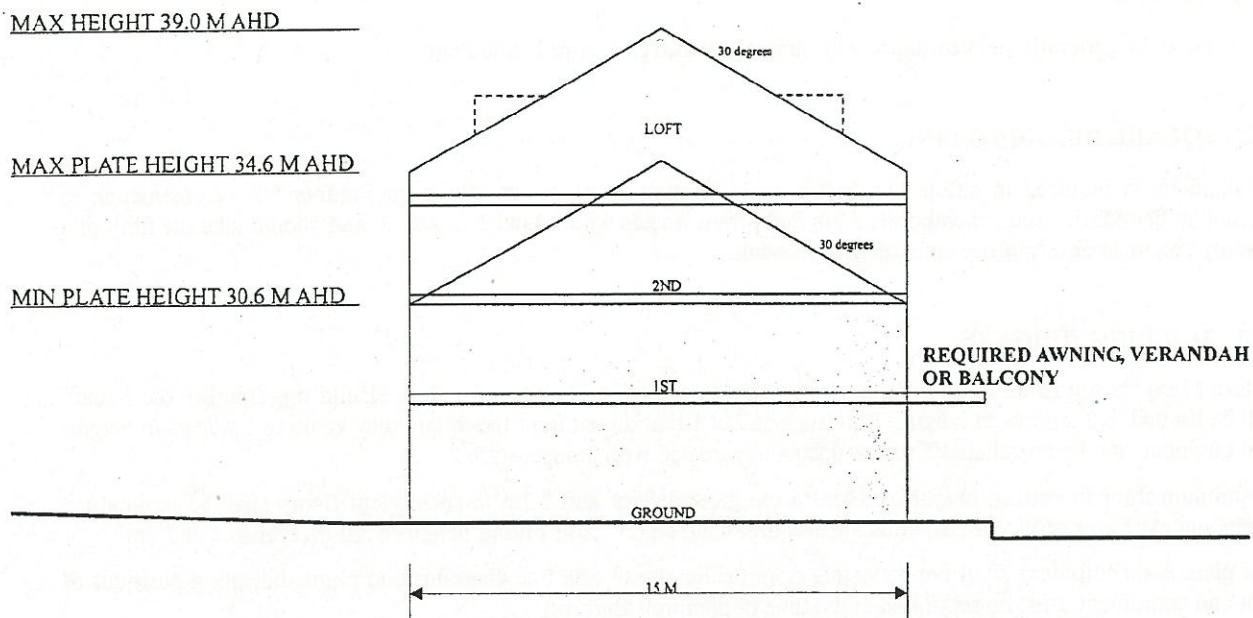 MAX HEIGHT 39.0 M AHD
30 degrees
LOFT
MAX PLATE HEIGHT 34.6 M AHD
30 degrees
2ND
MIN PLATE HEIGHT 30.6 M AHD
REQUIRED AWNING, VERANDAH
OR BALCONY
1ST
GROUND
15 M